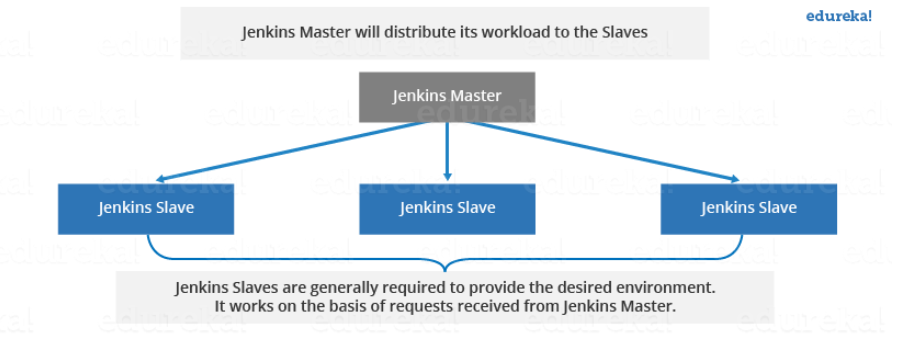 edureka!
Jenkins Master will distribute its workload to the Slaves
Jenkins Master
Jenkins Slave
Jenkins Slave
Jenkins Slave
Jenkins Slaves are generally required to provide the desired environment.
It works on the basis of requests received from Jenkins Master.